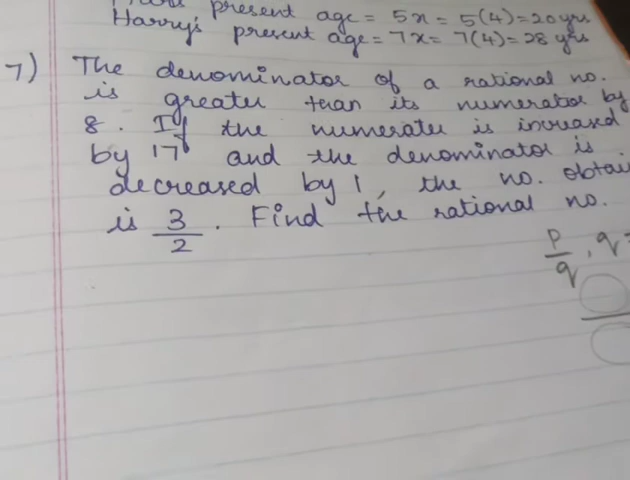 present age = 5x = 5(4) = 20 yrs
Harry's present age = 7x = 7(4) = 28 yrs
7) The denominator of a rational no.
is greater than its numerator by
8. If the numerater is increased
by 17 and the denominator is
decreased by 1, the no. obtai
is 3/2. Find the rational no.
p/q, q